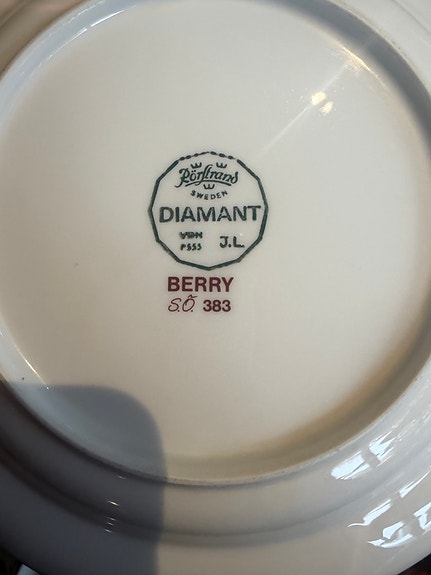 Rörstrand
SWEDEN
DIAMANT
J.L.
BERRY
S.Ö. 383